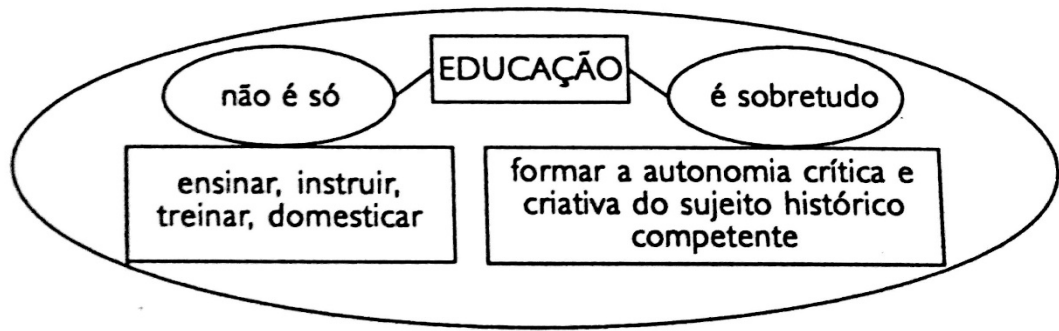 EDUCAÇÃO
não é só
é sobretudo
ensinar, instruir,
treinar, domesticar
formar a autonomia crítica e
criativa do sujeito histórico
competente